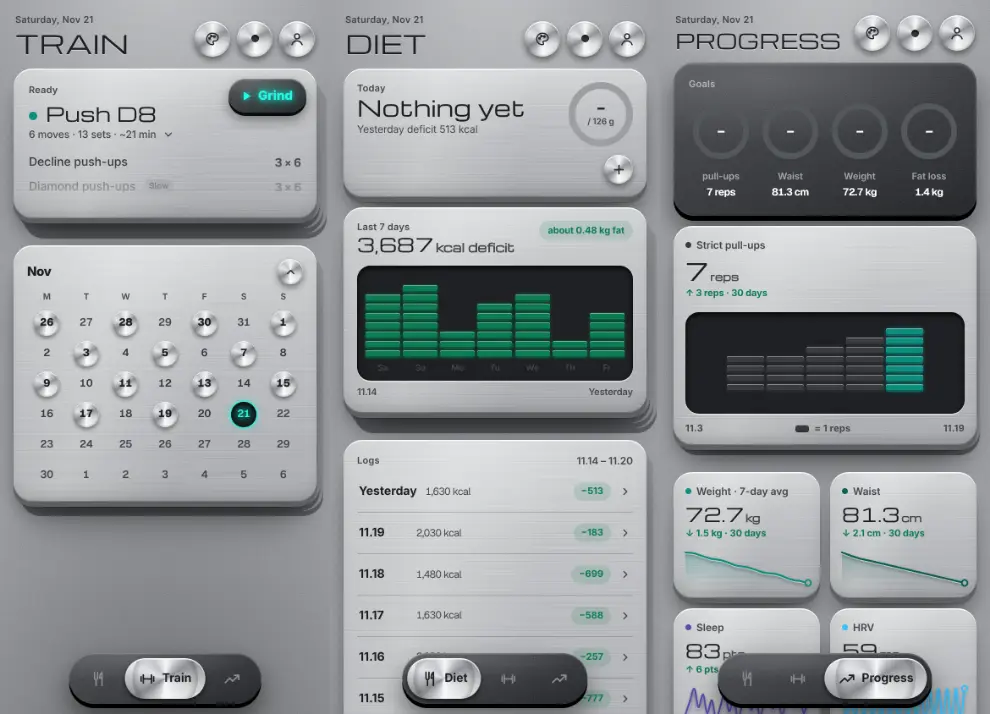 Saturday, Nov 21
TRAIN
Ready
Grind
Push D8
6 moves · 13 sets · ~21 min
Decline push-ups 3 × 6
Diamond push-ups Slow 3 × 6
Nov
M T W T F S S
26 27 28 29 30 31 1
2 3 4 5 6 7 8
9 10 11 12 13 14 15
16 17 18 19 20 21 22
23 24 25 26 27 28 29
30 1 2 3 4 5 6
Train
Saturday, Nov 21
DIET
Today
Nothing yet
Yesterday deficit 513 kcal
-
/ 126 g
Last 7 days
3,687 kcal deficit
about 0.48 kg fat
11.14 Yesterday
Logs 11.14 – 11.20
Yesterday 1,630 kcal −513
11.19 2,030 kcal −183
11.18 1,480 kcal −699
11.17 1,630 kcal −588
11.16 −257
11.15 −777
Diet
Saturday, Nov 21
PROGRESS
Goals
- - - -
pull-ups Waist Weight Fat loss
7 reps 81.3 cm 72.7 kg 1.4 kg
Strict pull-ups
7 reps
↑ 3 reps · 30 days
11.3 = 1 reps 11.19
Weight · 7-day avg
72.7 kg
↓ 1.5 kg · 30 days
Waist
81.3 cm
↓ 2.1 cm · 30 days
Sleep
83 pts
↑ 6 pts
HRV
59
Progress